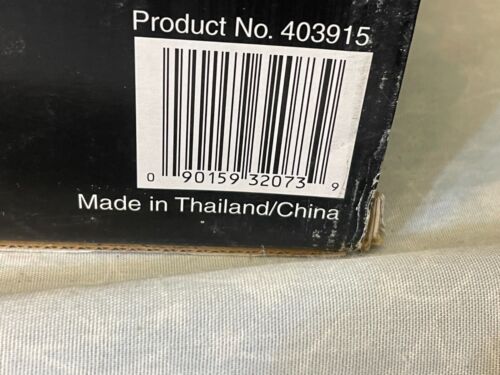 Product No. 403915
0 90159 32073 9
Made in Thailand/China